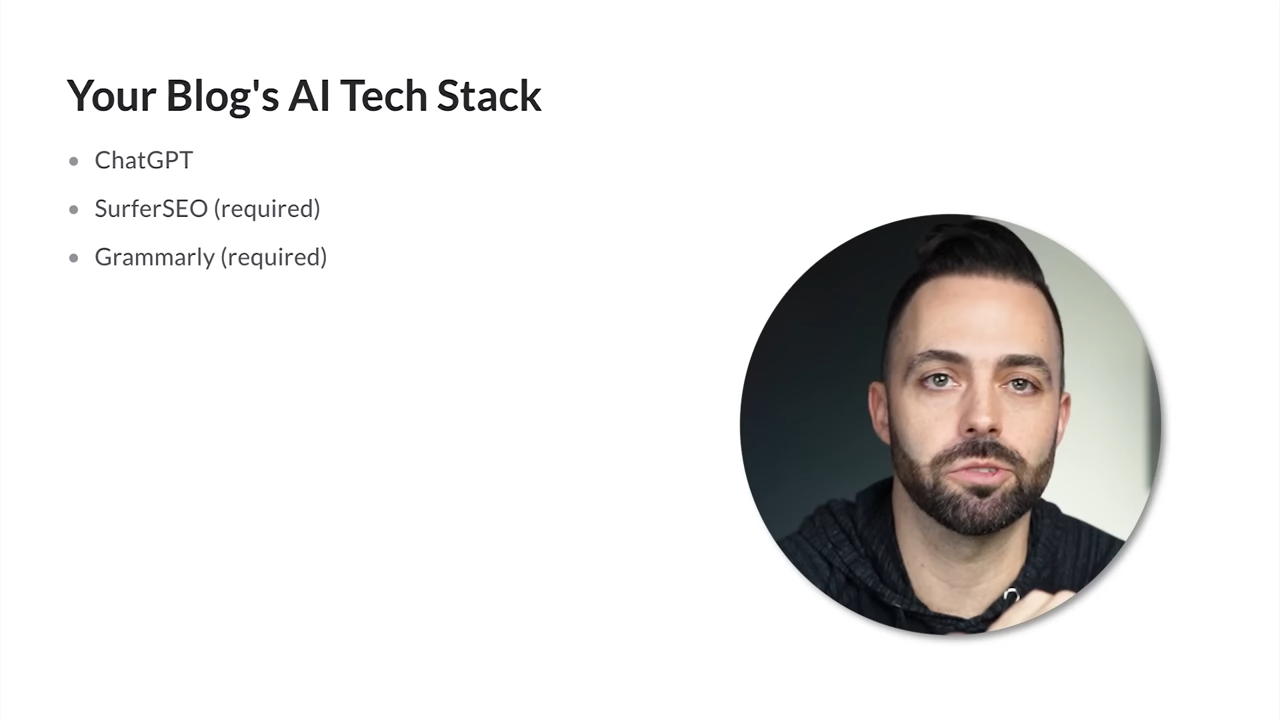 Your Blog's AI Tech Stack
• ChatGPT
• SurferSEO (required)
• Grammarly (required)